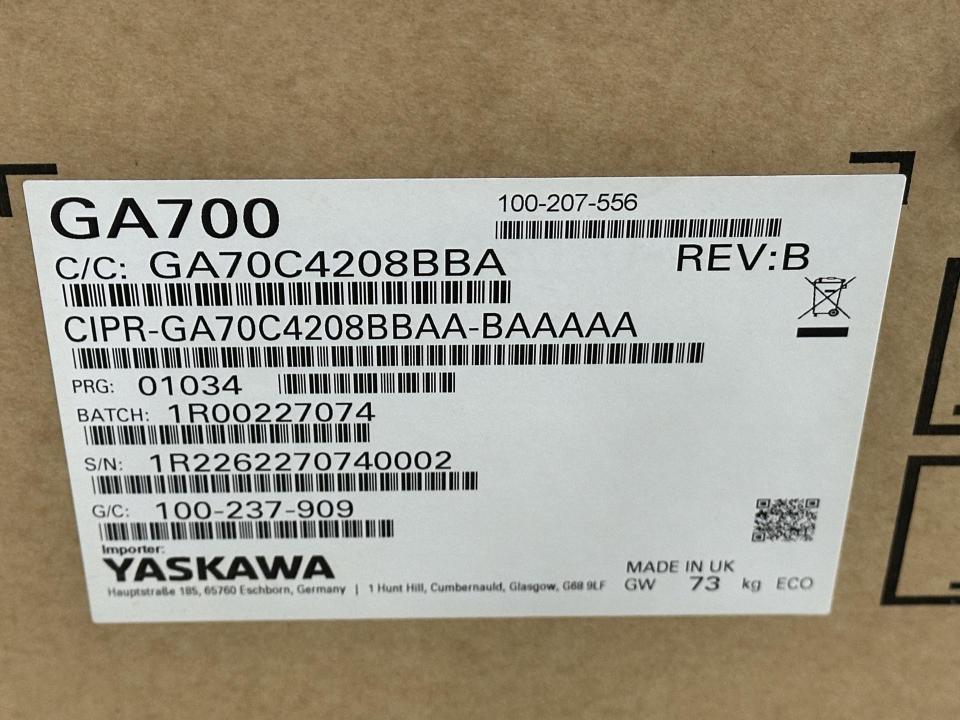 GA700
100-207-556
C/C: GA70C4208BBA
REV:B
CIPR-GA70C4208BBAA-BAAAAA
PRG: 01034
BATCH: 1R00227074
S/N: 1R2262270740002
G/C: 100-237-909
Importer:
YASKAWA
Hauptstraße 185, 65760 Eschborn, Germany | 1 Hunt Hill, Cumbernauld, Glasgow, G68 9LF
MADE IN UK
GW 73 kg ECO